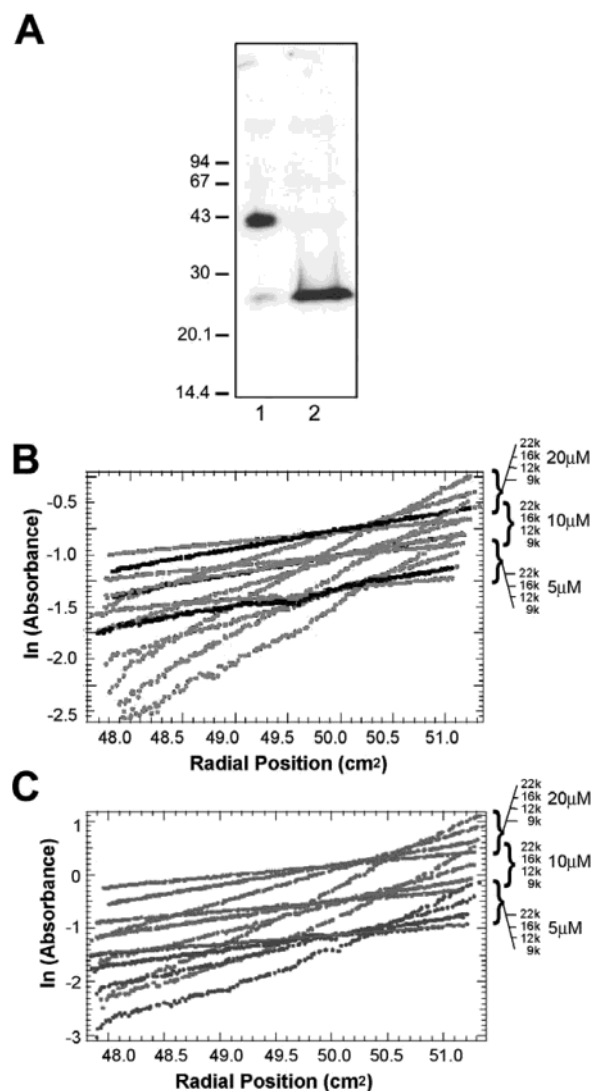 A
94
67
43
30
20.1
14.4
1 2
B
ln (Absorbance)
-0.5
-1.0
-1.5
-2.0
-2.5
48.0 48.5 49.0 49.5 50.0 50.5 51.0
Radial Position (cm2)
22k
16k
12k
9k
20µM
22k
16k
12k
9k
10µM
22k
16k
12k
9k
5µM
C
ln (Absorbance)
1
0
-1
-2
-3
48.0 48.5 49.0 49.5 50.0 50.5 51.0
Radial Position (cm2)
22k
16k
12k
9k
20µM
22k
16k
12k
9k
10µM
22k
16k
12k
9k
5µM